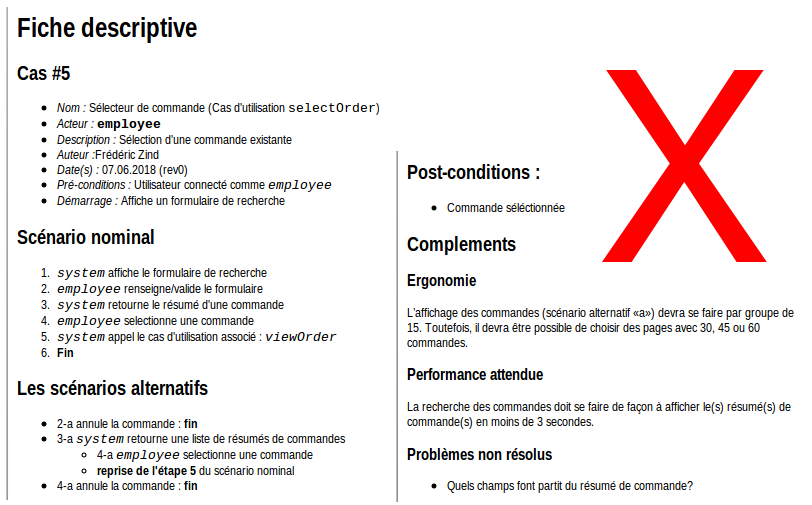 Fiche descriptive
Cas #5
Nom : Sélecteur de commande (Cas d'utilisation selectOrder)
Acteur : employee
Description : Sélection d'une commande existante
Auteur :Frédéric Zind
Date(s) : 07.06.2018 (rev0)
Pré-conditions : Utilisateur connecté comme employee
Démarrage : Affiche un formulaire de recherche
Scénario nominal
1. system affiche le formulaire de recherche
2. employee renseigne/valide le formulaire
3. system retourne le résumé d'une commande
4. employee selectionne une commande
5. system appel le cas d'utilisation associé : viewOrder
6. Fin
Les scénarios alternatifs
2-a annule la commande : fin
3-a system retourne une liste de résumés de commandes
4-a employee selectionne une commande
reprise de l'étape 5 du scénario nominal
4-a annule la commande : fin
Post-conditions :
Commande séléctionnée
Complements
Ergonomie
L'affichage des commandes (scénario alternatif «a») devra se faire par groupe de
15. Toutefois, il devra être possible de choisir des pages avec 30, 45 ou 60
commandes.
Performance attendue
La recherche des commandes doit se faire de façon à afficher le(s) résumé(s) de
commande(s) en moins de 3 secondes.
Problèmes non résolus
Quels champs font partit du résumé de commande?
X